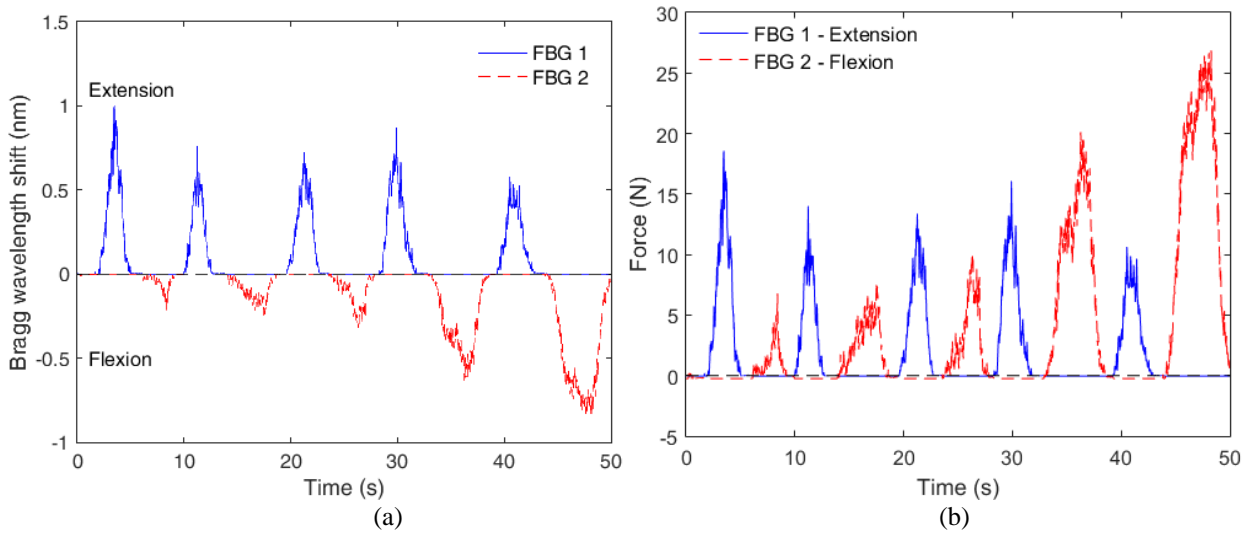 1.5
1
0.5
0
-0.5
-1
Bragg wavelength shift (nm)
FBG 1
FBG 2
Extension
Flexion
0 10 20 30 40 50
Time (s)
(a)
30
25
20
15
10
5
0
-5
Force (N)
FBG 1 - Extension
FBG 2 - Flexion
0 10 20 30 40 50
Time (s)
(b)